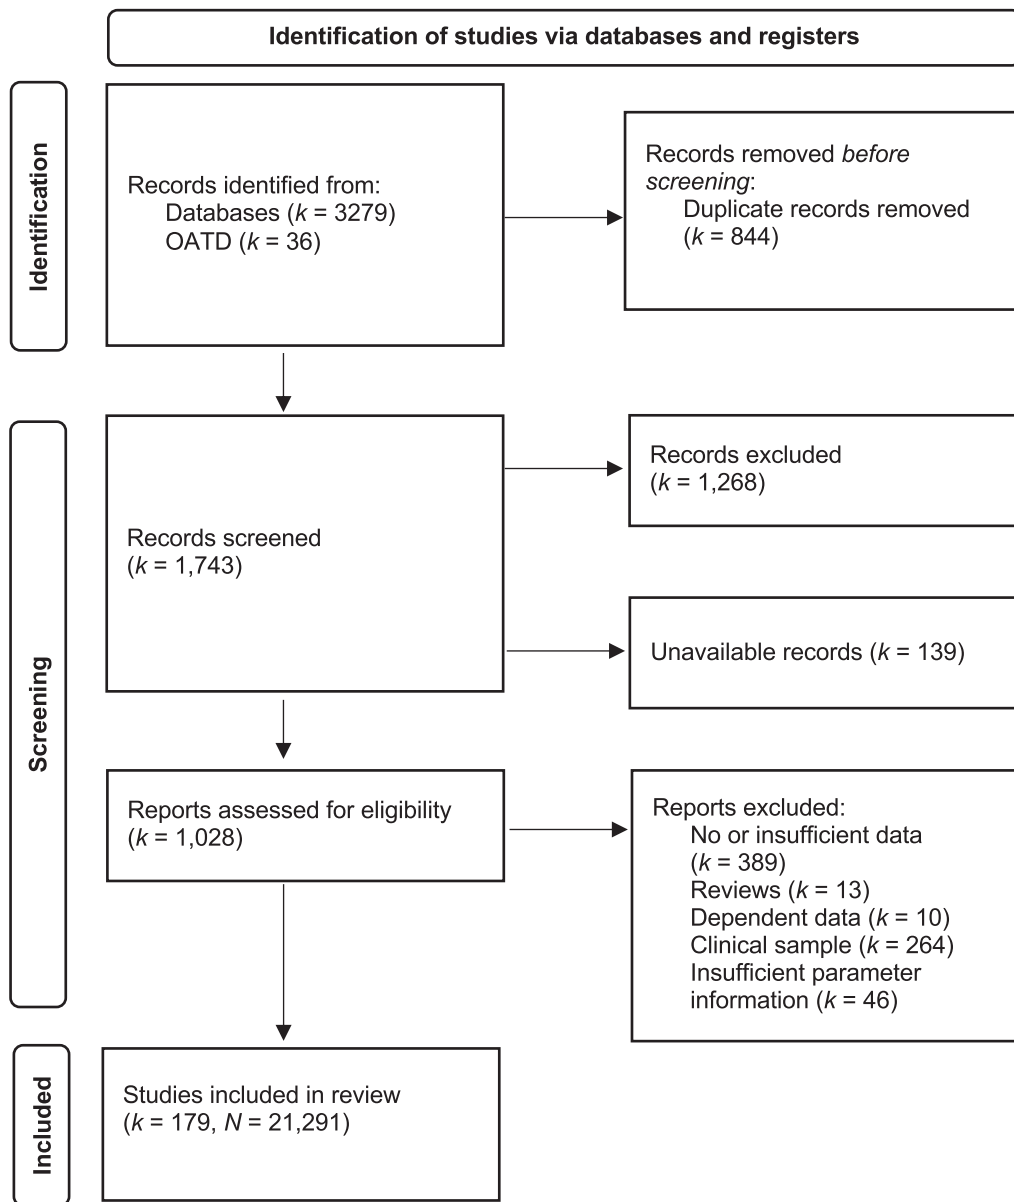 Identification of studies via databases and registers
Identification
Records identified from:
Databases (k = 3279)
OATD (k = 36)
Records removed before
screening:
Duplicate records removed
(k = 844)
Screening
Records screened
(k = 1,743)
Records excluded
(k = 1,268)
Unavailable records (k = 139)
Reports assessed for eligibility
(k = 1,028)
Reports excluded:
No or insufficient data
(k = 389)
Reviews (k = 13)
Dependent data (k = 10)
Clinical sample (k = 264)
Insufficient parameter
information (k = 46)
Included
Studies included in review
(k = 179, N = 21,291)